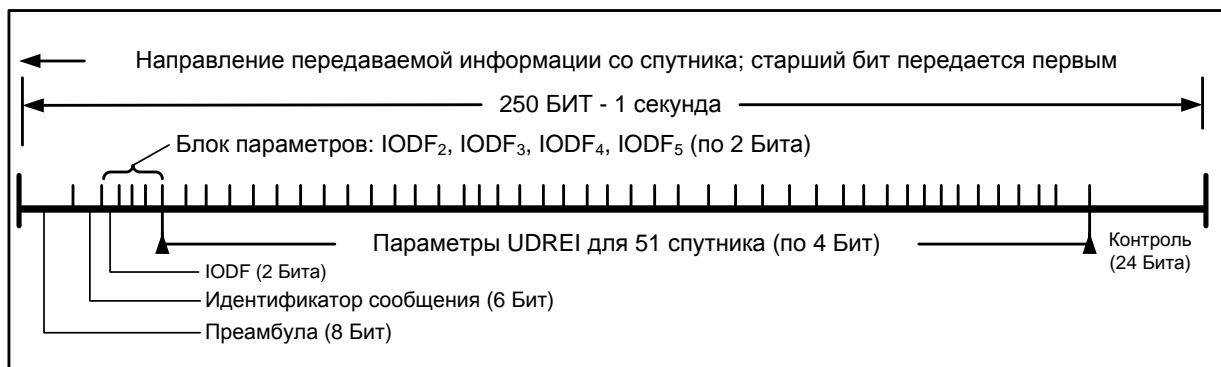 Направление передаваемой информации со спутника; старший бит передается первым
250 БИТ - 1 секунда
Блок параметров: IODF₂, IODF₃, IODF₄, IODF₅ (по 2 Бита)
Параметры UDREI для 51 спутника (по 4 Бит)
Контроль
(24 Бита)
IODF (2 Бита)
Идентификатор сообщения (6 Бит)
Преамбула (8 Бит)